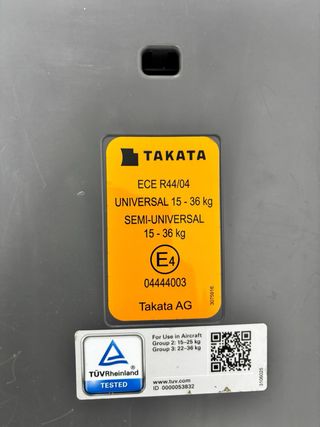 TAKATA
ECE R44/04
UNIVERSAL 15 - 36 kg
SEMI-UNIVERSAL
15 - 36 kg
E4
04444003
Takata AG
3075916
TÜVRheinland
TESTED
For Use in Aircraft
Group 2: 15-25 kg
Group 3: 22-36 kg
www.tuv.com
ID 0000053832
3106025